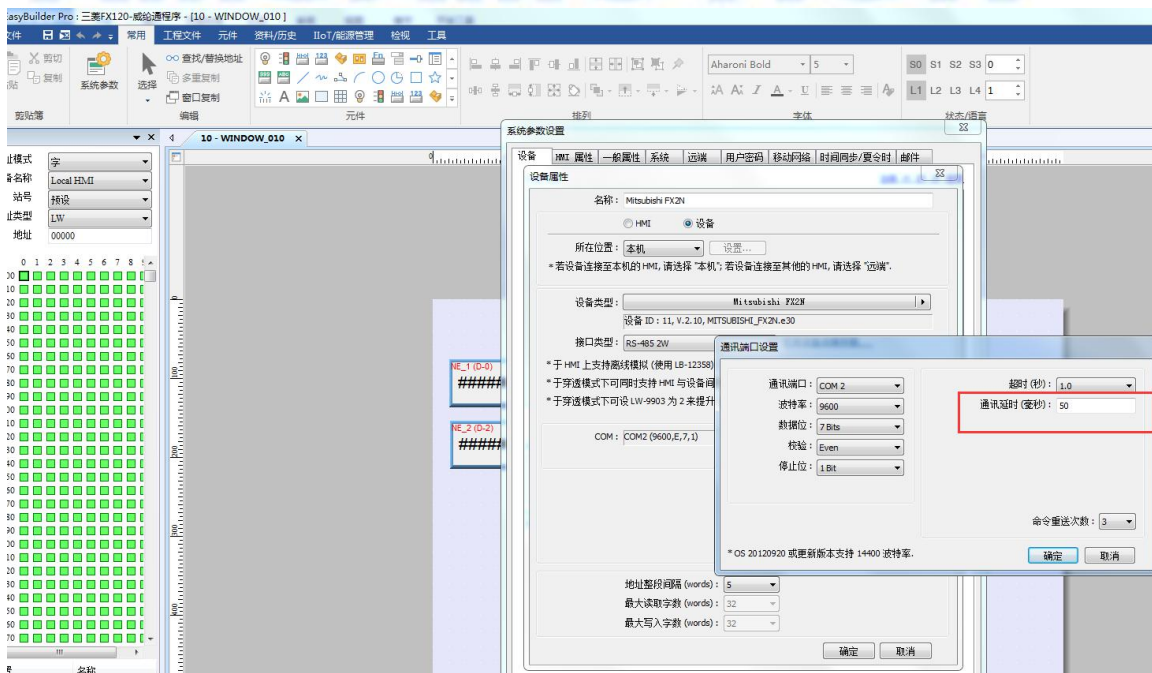 EasyBuilder Pro : 三菱FX120-威纶通程序 - [10 - WINDOW_010 ]
文件 常用 工程文件 元件 资料/历史 IIoT/能源管理 检视 工具
剪切 复制 系统参数 选择 查找/替换地址 多重复制 窗口复制
Aharoni Bold 5 S0 S1 S2 S3 0
L1 L2 L3 L4 1
剪贴簿 编辑 元件 排列 字体 状态/语言
10 - WINDOW_010
址模式 字
备名称 Local HMI
站号 预设
址类型 LW
地址 00000
0 1 2 3 4 5 6 7 8
名称
NE_1 (D-0)
#####
NE_2 (D-2)
#####
系统参数设置
设备 HMI 属性 一般属性 系统 远端 用户密码 移动网络 时间同步/夏令时 邮件
设备属性
名称: Mitsubishi FX2N
HMI 设备
所在位置: 本机 设置...
* 若设备连接至本机的 HMI, 请选择 "本机"; 若设备连接至其他的 HMI, 请选择 "远端".
设备类型: Mitsubishi FX2N
设备 ID : 11, V.2.10, MITSUBISHI_FX2N.e30
接口类型: RS-485 2W
* 于 HMI 上支持离线模拟 (使用 LB-12358)
* 于穿透模式下可同时支持 HMI 与设备间
* 于穿透模式下可设 LW-9903 为 2 来提升
COM : COM2 (9600,E,7,1)
地址整段间隔 (words) : 5
最大读取字数 (words) : 32
最大写入字数 (words) : 32
确定 取消
通讯端口设置
通讯端口: COM 2 超时 (秒) : 1.0
波特率: 9600 通讯延时 (毫秒) : 50
数据位: 7 Bits
校验: Even
停止位: 1 Bit
命令重送次数: 3
* OS 20120920 或更新版本支持 14400 波特率.
确定 取消